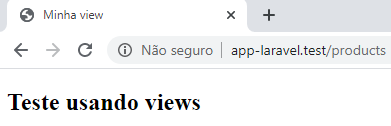 Minha view
Não seguro | app-laravel.test/products
Teste usando views